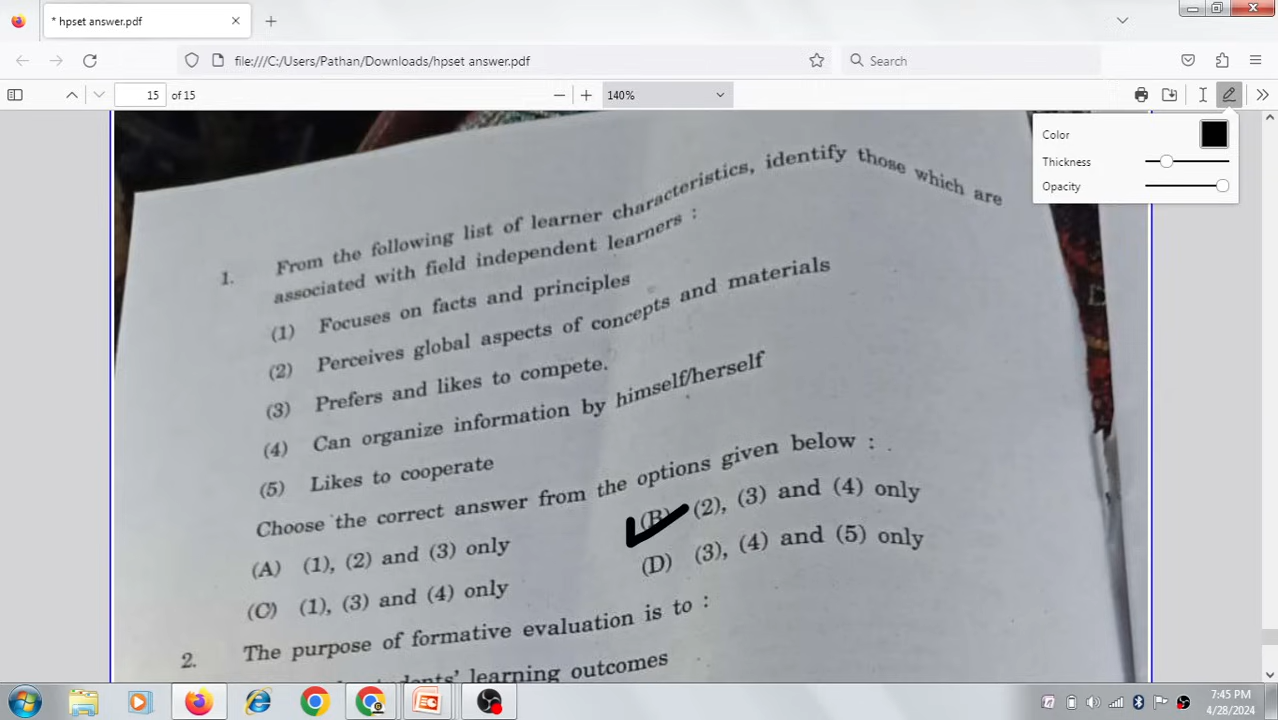 * hpset answer.pdf
file:///C:/Users/Pathan/Downloads/hpset answer.pdf
Search
15 of 15
140%
Color
Thickness
Opacity
1. From the following list of learner characteristics, identify those which are
associated with field independent learners :
(1) Focuses on facts and principles
(2) Perceives global aspects of concepts and materials
(3) Prefers and likes to compete.
(4) Can organize information by himself/herself
(5) Likes to cooperate
Choose the correct answer from the options given below :
(A) (1), (2) and (3) only (B) (2), (3) and (4) only
(C) (1), (3) and (4) only (D) (3), (4) and (5) only
2. The purpose of formative evaluation is to :
learning outcomes
7:45 PM
4/28/2024